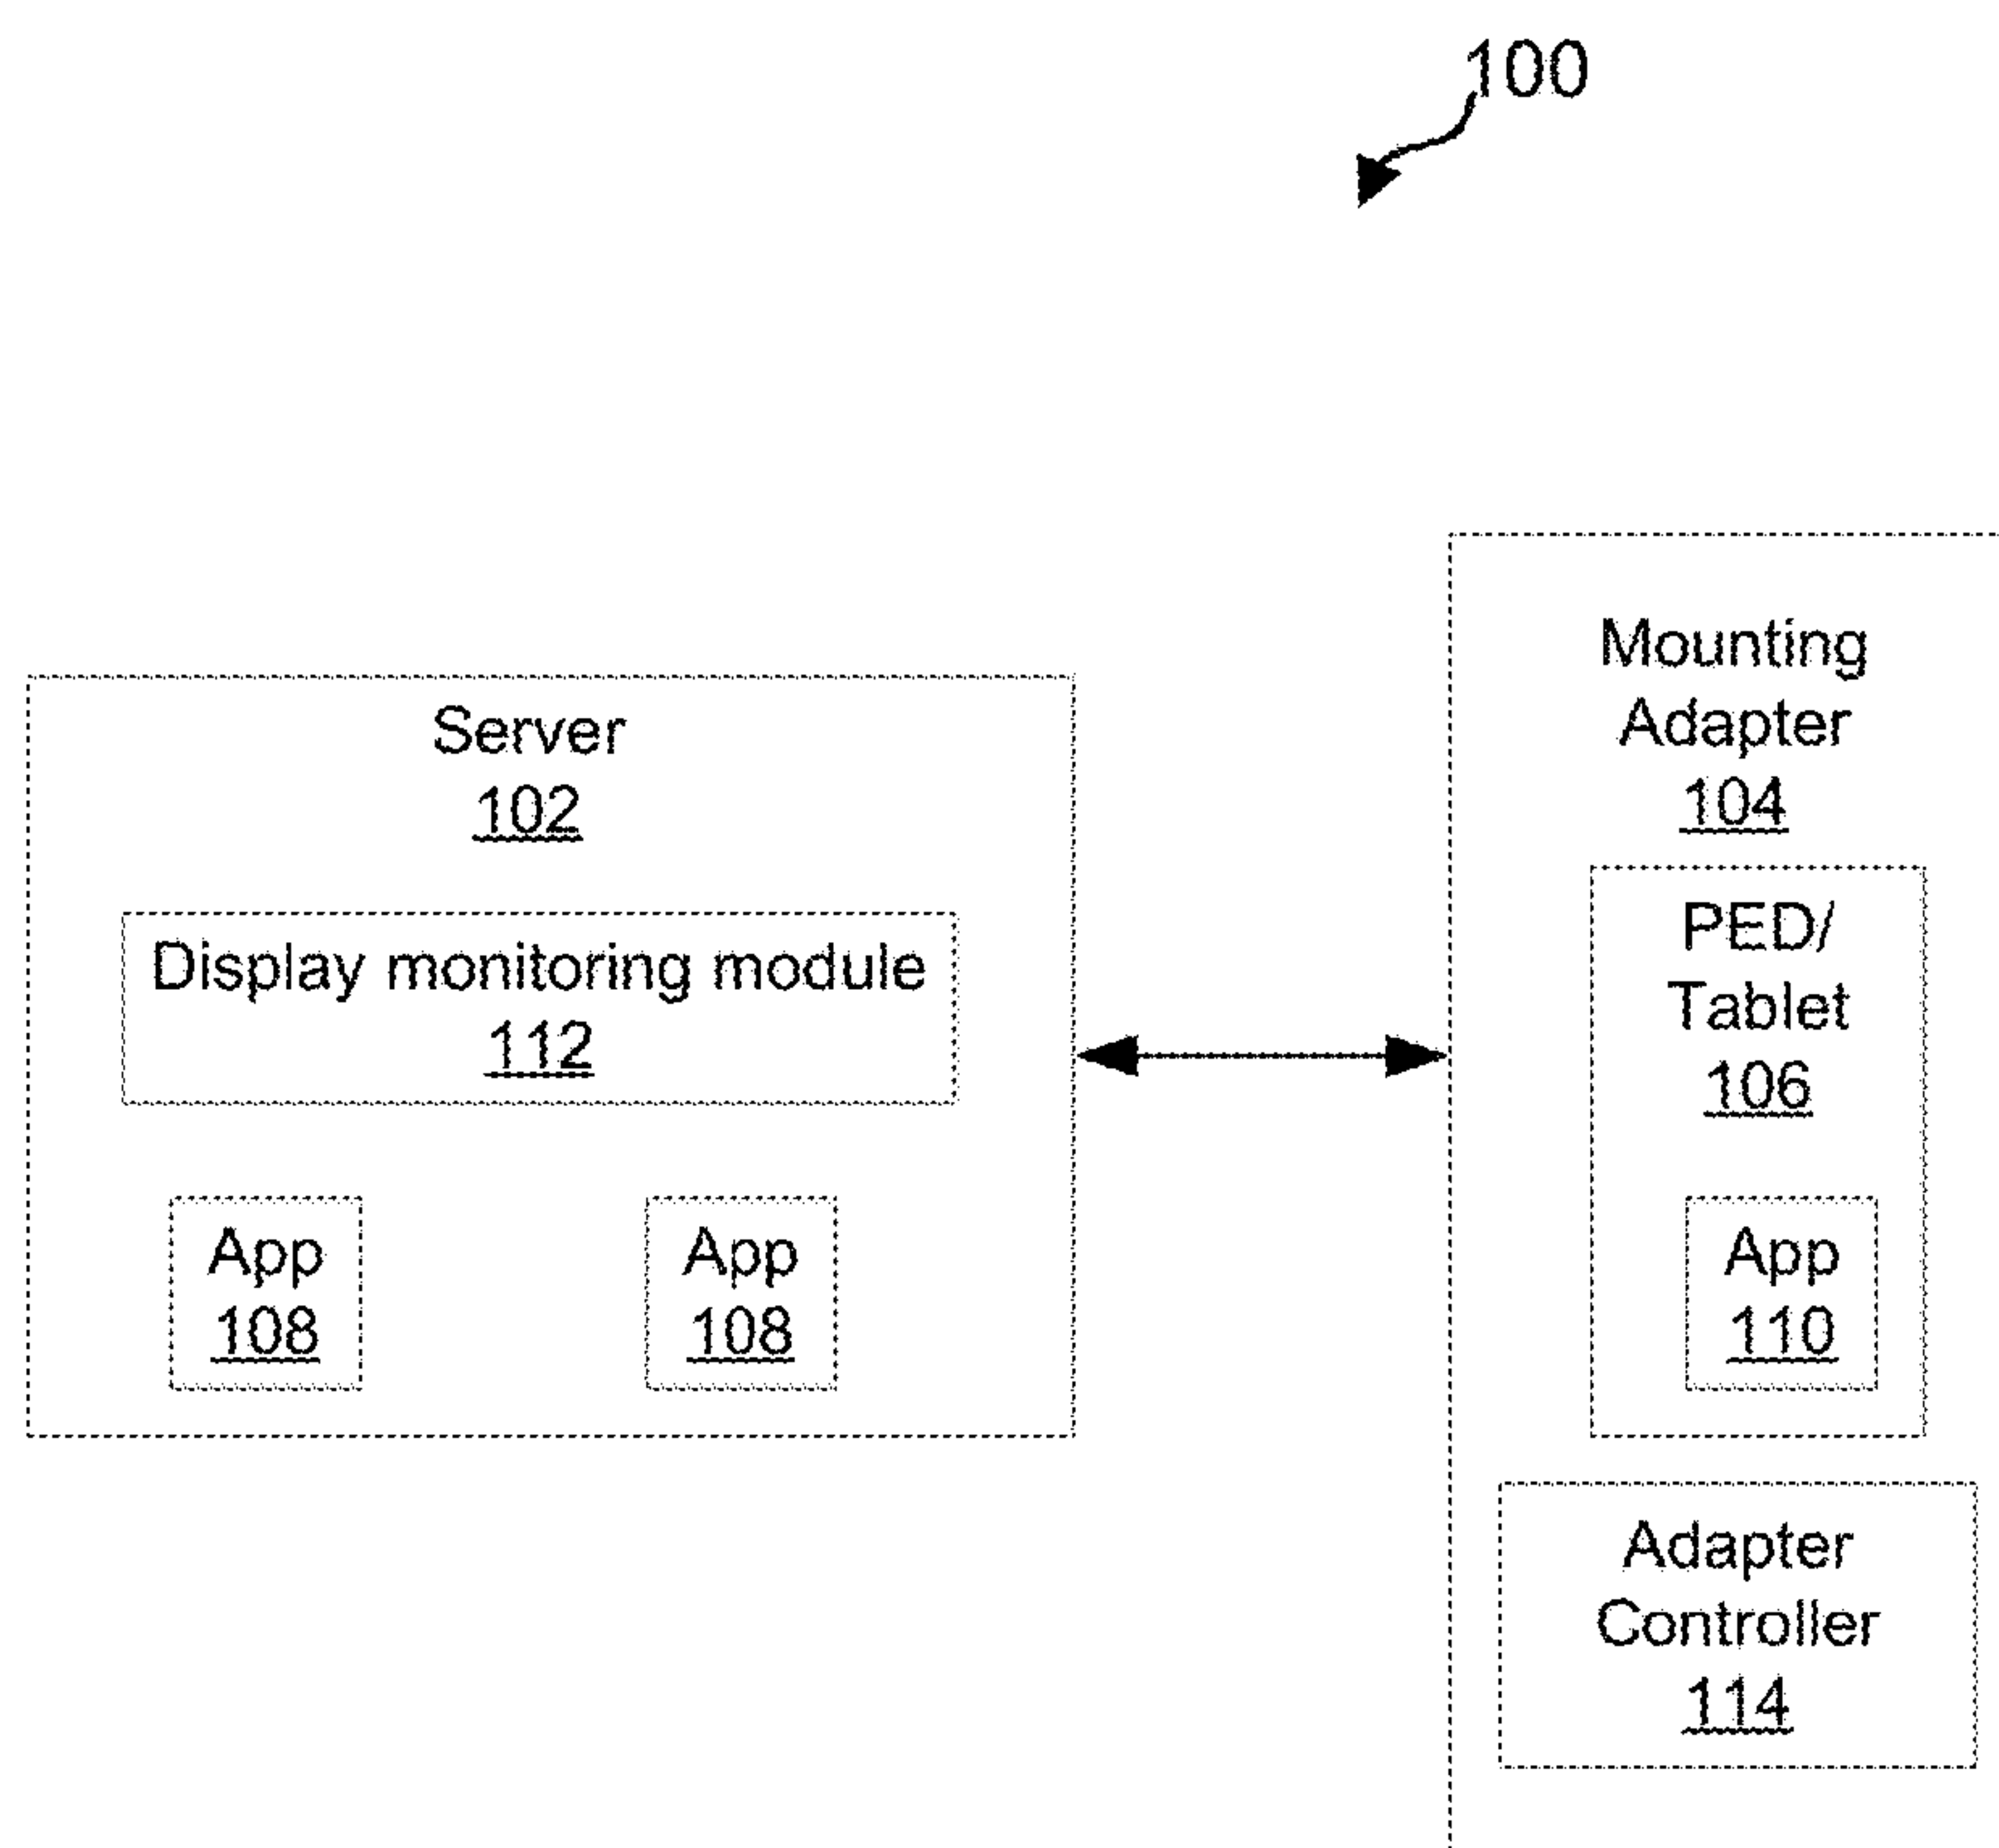 100
Server
102
Display monitoring module
112
App
108
App
108
Mounting
Adapter
104
PED/
Tablet
106
App
110
Adapter
Controller
114